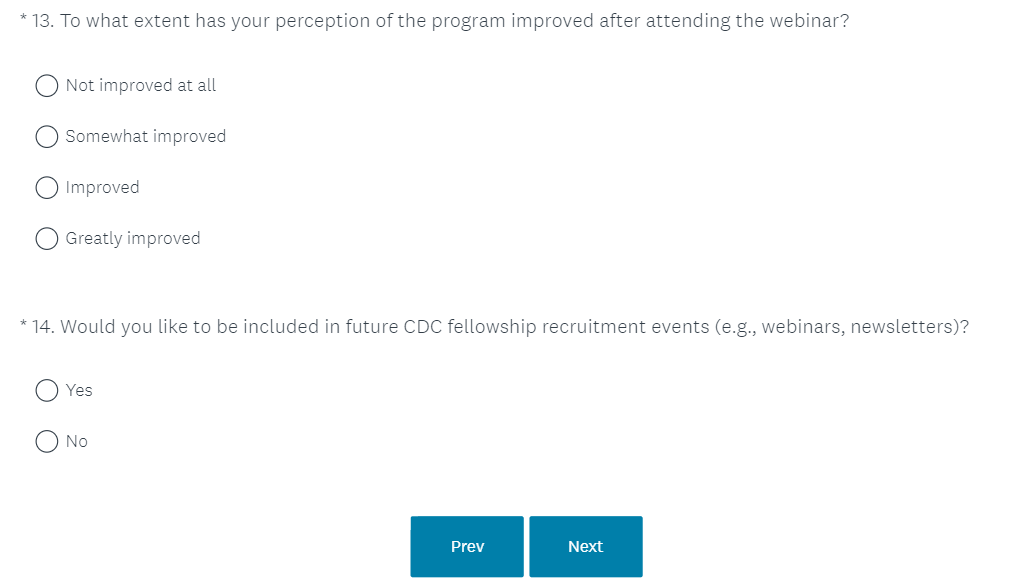 * 13. To what extent has your perception of the program improved after attending the webinar?
Not improved at all
Somewhat improved
Improved
Greatly improved
* 14. Would you like to be included in future CDC fellowship recruitment events (e.g., webinars, newsletters)?
Yes
No
Prev
Next